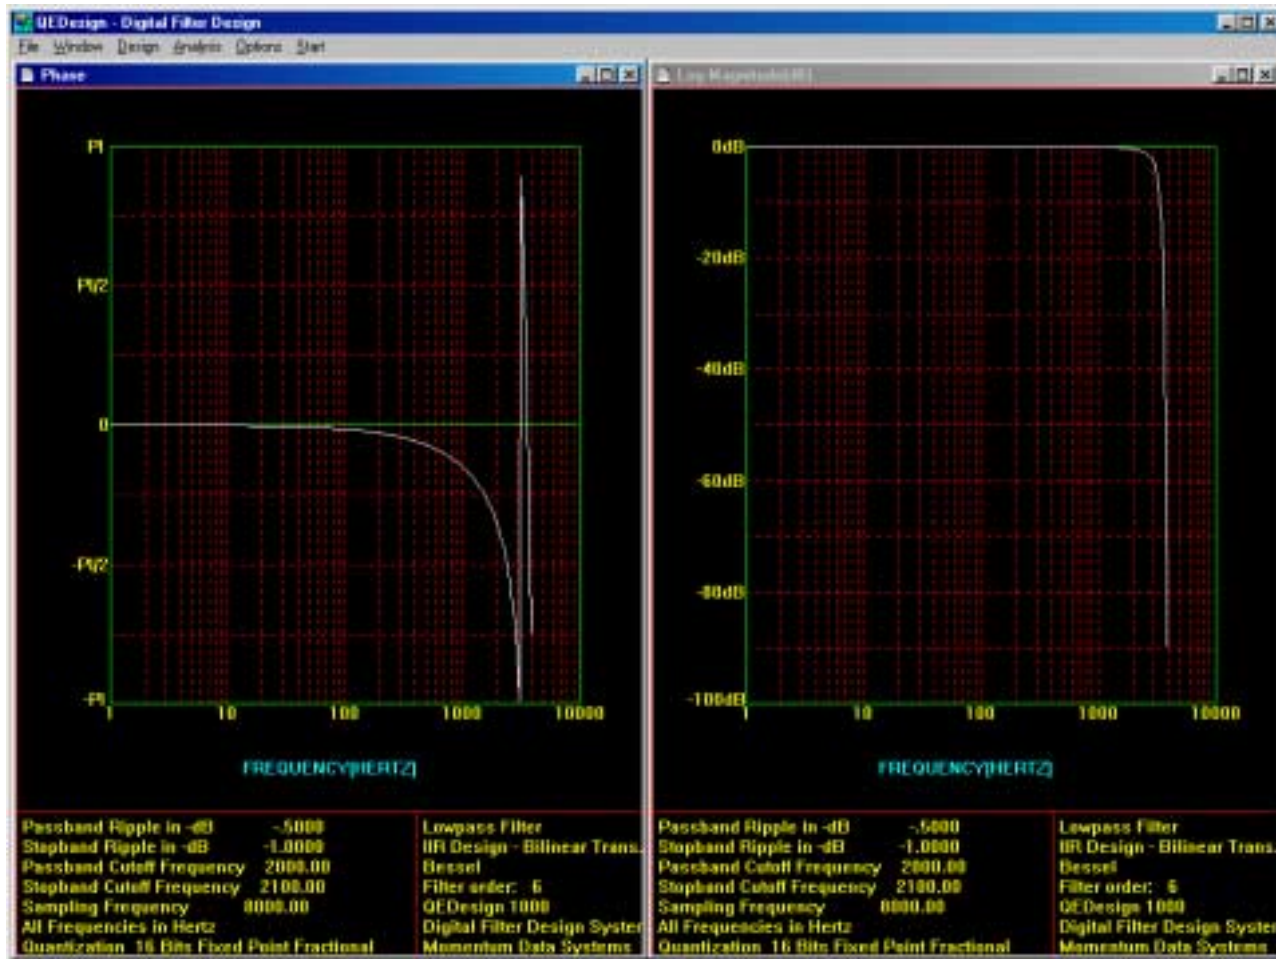 QEDesign - Digital Filter Design
File Window Design Analysis Options Start
Phase
PI
PI/2
0
-PI/2
-PI
1 10 100 1000 10000
FREQUENCY[HERTZ]
Passband Ripple in -dB -.5000
Stopband Ripple in -dB -1.0000
Passband Cutoff Frequency 2000.00
Stopband Cutoff Frequency 2100.00
Sampling Frequency 8000.00
All Frequencies in Hertz
Quantization 16 Bits Fixed Point Fractional
Lowpass Filter
IIR Design - Bilinear Trans.
Bessel
Filter order: 6
QEDesign 1000
Digital Filter Design System
Momentum Data Systems
Log Magnitude(dB)
0dB
-20dB
-40dB
-60dB
-80dB
-100dB
1 10 100 1000 10000
FREQUENCY[HERTZ]
Passband Ripple in -dB -.5000
Stopband Ripple in -dB -1.0000
Passband Cutoff Frequency 2000.00
Stopband Cutoff Frequency 2100.00
Sampling Frequency 8000.00
All Frequencies in Hertz
Quantization 16 Bits Fixed Point Fractional
Lowpass Filter
IIR Design - Bilinear Trans.
Bessel
Filter order: 6
QEDesign 1000
Digital Filter Design System
Momentum Data Systems